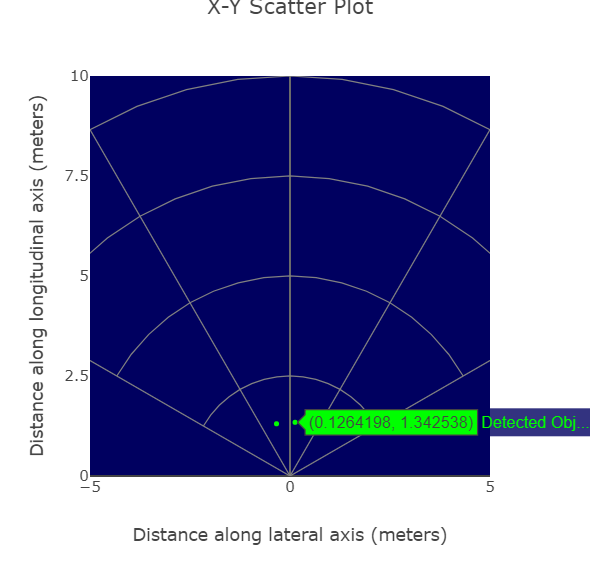 X-Y Scatter Plot
10
7.5
5
2.5
0
−5
0
5
Distance along longitudinal axis (meters)
(0.1264198, 1.342538) Detected Obj...
Distance along lateral axis (meters)